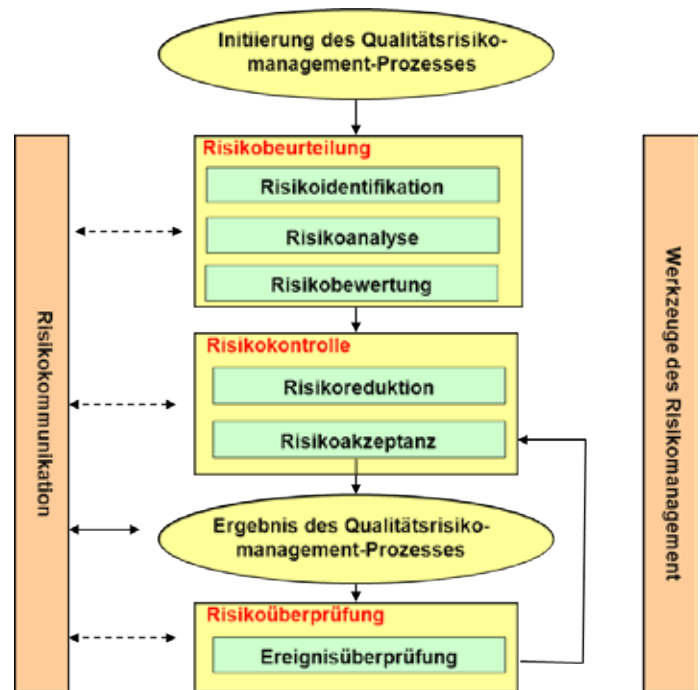 Initiierung des Qualitätsrisiko-
management-Prozesses
Risikobeurteilung
Risikoidentifikation
Risikoanalyse
Risikobewertung
Risikokontrolle
Risikoreduktion
Risikoakzeptanz
Ergebnis des Qualitätsrisiko-
management-Prozesses
Risikoüberprüfung
Ereignisüberprüfung
Risikokommunikation
Werkzeuge des Risikomanagement